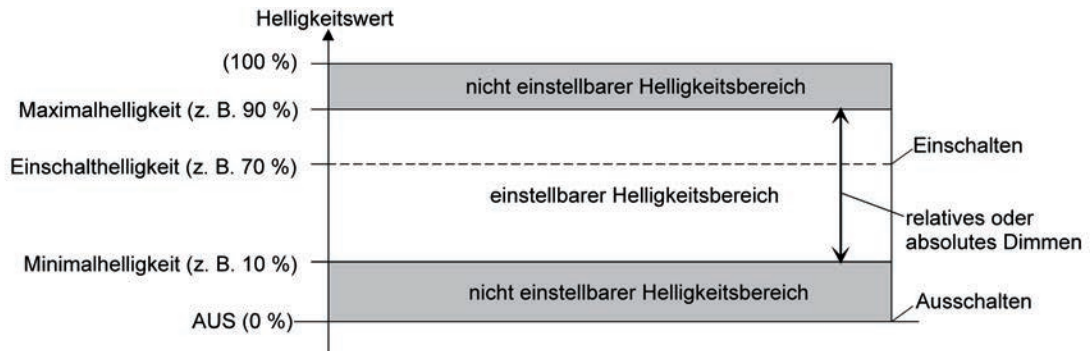 Helligkeitswert
(100 %)
nicht einstellbarer Helligkeitsbereich
Maximalhelligkeit (z. B. 90 %)
Einschalten
Einschalthelligkeit (z. B. 70 %)
einstellbarer Helligkeitsbereich
relatives oder
absolutes Dimmen
Minimalhelligkeit (z. B. 10 %)
nicht einstellbarer Helligkeitsbereich
Ausschalten
AUS (0 %)